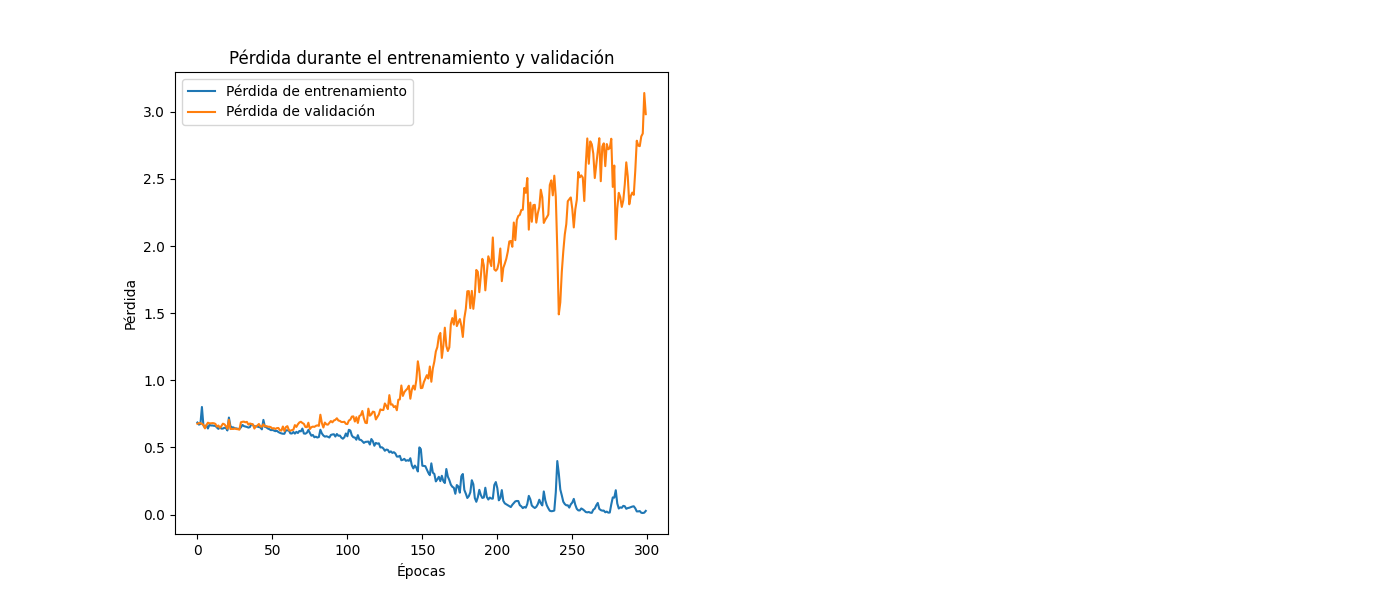 Pérdida durante el entrenamiento y validación
Pérdida de entrenamiento
Pérdida de validación
Pérdida
3.0
2.5
2.0
1.5
1.0
0.5
0.0
0 50 100 150 200 250 300
Épocas